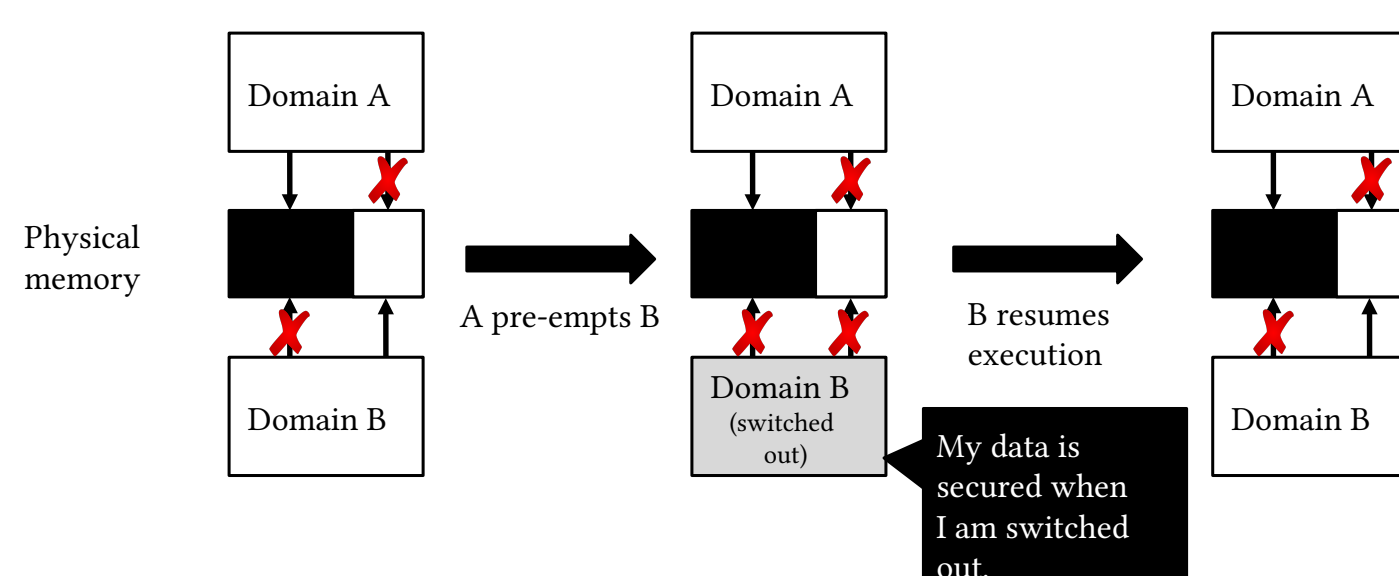 Domain A
Domain A
Domain A
Physical
memory
A pre-empts B
B resumes
execution
Domain B
Domain B
(switched
out)
Domain B
My data is
secured when
I am switched
out.